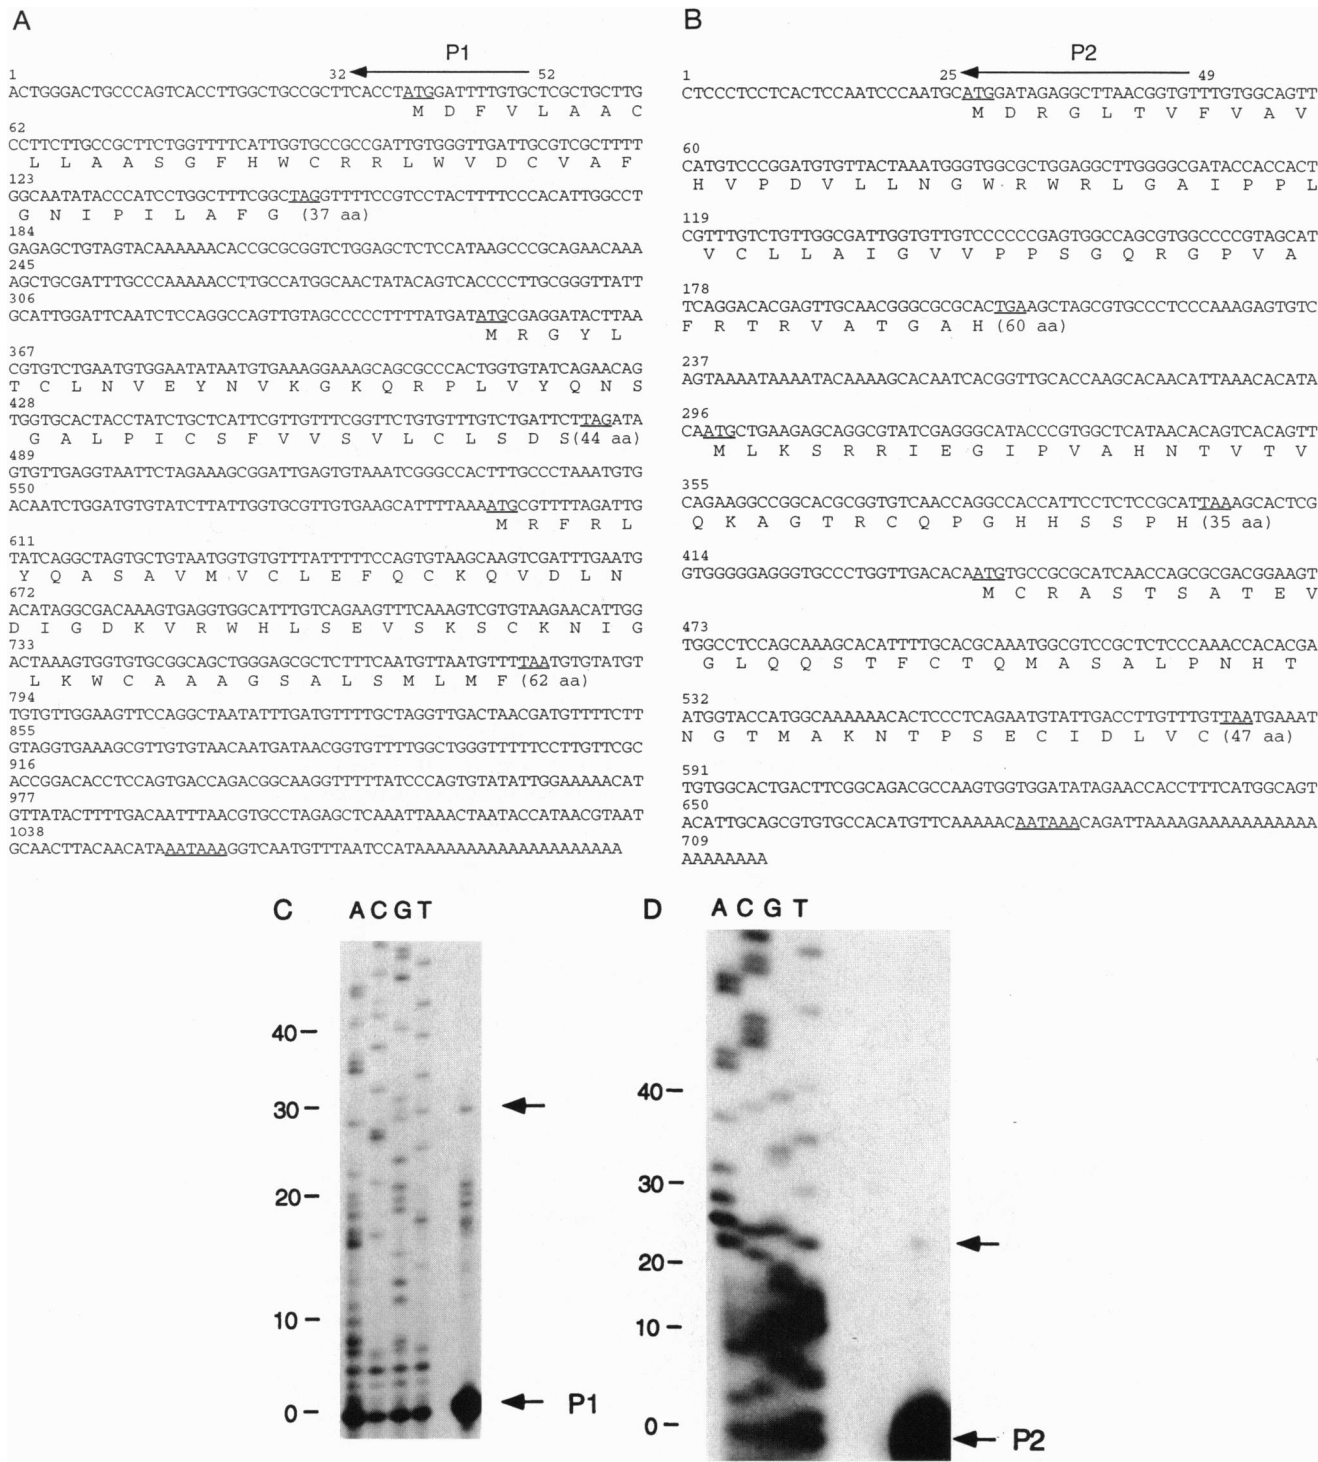 A
P1
1 32 52
ACTGGGACTGCCCAGTCACCTTGGCTGCCGCTTCACCTATGGATTTTGTGCTCGCTGCTTG
M D F V L A A C
62
CCTTCTTGCCGCTTCTGGTTTTCATTGGTGCCGCCGATTGTGGGTTGATTGCGTCGCTTTT
L L A A S G F H W C R R L W V D C V A F
123
GGCAATATACCCATCCTGGCTTTCGGCTAGGTTTTCCGTCCTACTTTTCCCACATTGGCCT
G N I P I L A F G (37 aa)
184
GAGAGCTGTAGTACAAAAAACACCGCGCGGTCTGGAGCTCTCCATAAGCCCGCAGAACAAA
245
AGCTGCGATTTGCCCAAAAACCTTGCCATGGCAACTATACAGTCACCCCTTGCGGGTTATT
306
GCATTGGATTCAATCTCCAGGCCAGTTGTAGCCCCCTTTTATGATATGCGAGGATACTTAA
M R G Y L
367
CGTGTCTGAATGTGGAATATAATGTGAAAGGAAAGCAGCGCCCACTGGTGTATCAGAACAG
T C L N V E Y N V K G K Q R P L V Y Q N S
428
TGGTGCACTACCTATCTGCTCATTCGTTGTTTCGGTTCTGTGTTTGTCTGATTCTTAGATA
G A L P I C S F V V S V L C L S D S (44 aa)
489
GTGTTGAGGTAATTCTAGAAAGCGGATTGAGTGTAAATCGGGCCACTTTGCCCTAAATGTG
550
ACAATCTGGATGTGTATCTTATTGGTGCGTTGTGAAGCATTTTAAAATGCGTTTTAGATTG
M R F R L
611
TATCAGGCTAGTGCTGTAATGGTGTGTTTATTTTTCCAGTGTAAGCAAGTCGATTTGAATG
Y Q A S A V M V C L E F Q C K Q V D L N
672
ACATAGGCGACAAAGTGAGGTGGCATTTGTCAGAAGTTTCAAAGTCGTGTAAGAACATTGG
D I G D K V R W H L S E V S K S C K N I G
733
ACTAAAGTGGTGTGCGGCAGCTGGGAGCGCTCTTTCAATGTTAATGTTTTAATGTGTATGT
L K W C A A A G S A L S M L M F (62 aa)
794
TGTGTTGGAAGTTCCAGGCTAATATTTGATGTTTTGCTAGGTTGACTAACGATGTTTTCTT
855
GTAGGTGAAAGCGTTGTGTAACAATGATAACGGTGTTTTGGCTGGGTTTTTCCTTGTTCGC
916
ACCGGACACCTCCAGTGACCAGACGGCAAGGTTTTTATCCCAGTGTATATTGGAAAAACAT
977
GTTATACTTTTGACAATTTAACGTGCCTAGAGCTCAAATTAAACTAATACCATAACGTAAT
1038
GCAACTTACAACATAAATAAAGGTCAATGTTTAATCCATAAAAAAAAAAAAAAAAAAAA
B
P2
1 25 49
CTCCCTCCTCACTCCAATCCCAATGCATGGATAGAGGCTTAACGGTGTTTGTGGCAGTT
M D R G L T V F V A V
60
CATGTCCCGGATGTGTTACTAAATGGGTGGCGCTGGAGGCTTGGGGCGATACCACCACT
H V P D V L L N G W R W R L G A I P P L
119
CGTTTGTCTGTTGGCGATTGGTGTTGTCCCCCCGAGTGGCCAGCGTGGCCCCGTAGCAT
V C L L A I G V V P P S G Q R G P V A
178
TCAGGACACGAGTTGCAACGGGCGCGCACTGAAGCTAGCGTGCCCTCCCAAAGAGTGTC
F R T R V A T G A H (60 aa)
237
AGTAAAATAAAATACAAAAGCACAATCACGGTTGCACCAAGCACAACATTAAACACATA
296
CAATGCTGAAGAGCAGGCGTATCGAGGGCATACCCGTGGCTCATAACACAGTCACAGTT
M L K S R R I E G I P V A H N T V T V
355
CAGAAGGCCGGCACGCGGTGTCAACCAGGCCACCATTCCTCTCCGCATTAAAGCACTCG
Q K A G T R C Q P G H H S S P H (35 aa)
414
GTGGGGGAGGGTGCCCTGGTTGACACAATGTGCCGCGCATCAACCAGCGCGACGGAAGT
M C R A S T S A T E V
473
TGGCCTCCAGCAAAGCACATTTTGCACGCAAATGGCGTCCGCTCTCCCAAACCACACGA
G L Q Q S T F C T Q M A S A L P N H T
532
ATGGTACCATGGCAAAAAACACTCCCTCAGAATGTATTGACCTTGTTTGTTAATGAAAT
N G T M A K N T P S E C I D L V C (47 aa)
591
TGTGGCACTGACTTCGGCAGACGCCAAGTGGTGGATATAGAACCACCTTTCATGGCAGT
650
ACATTGCAGCGTGTGCCACATGTTCAAAAACAATAAACAGATTAAAAGAAAAAAAAAAA
709
AAAAAAAA
C
A C G T
40
30
20
10
0
P1
D
A C G T
40
30
20
10
0
P2